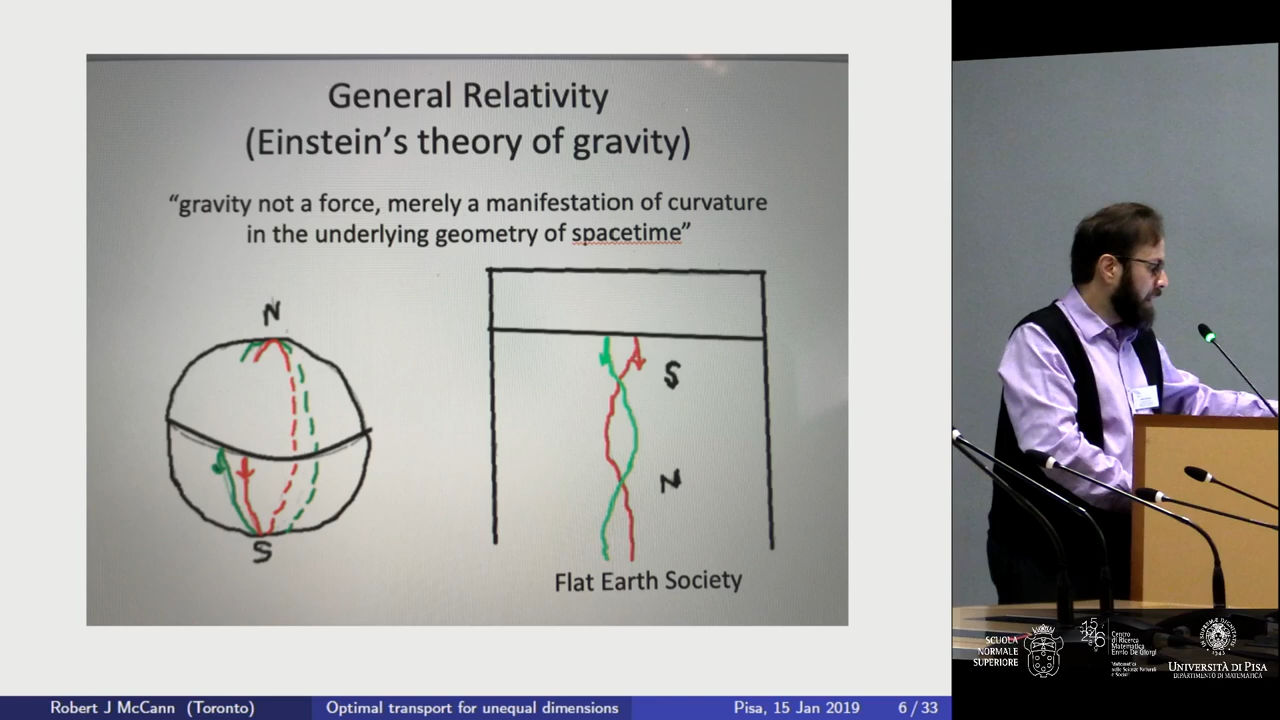 General Relativity
(Einstein's theory of gravity)
“gravity not a force, merely a manifestation of curvature
in the underlying geometry of spacetime”
N
S
S
N
Flat Earth Society
Robert J McCann (Toronto)
Optimal transport for unequal dimensions
Pisa, 15 Jan 2019
6 / 33
SCUOLA
NORMALE
SUPERIORE
Centro
di Ricerca
Matematica
Ennio De Giorgi
UNIVERSITÀ DI PISA
DIPARTIMENTO DI MATEMATICA